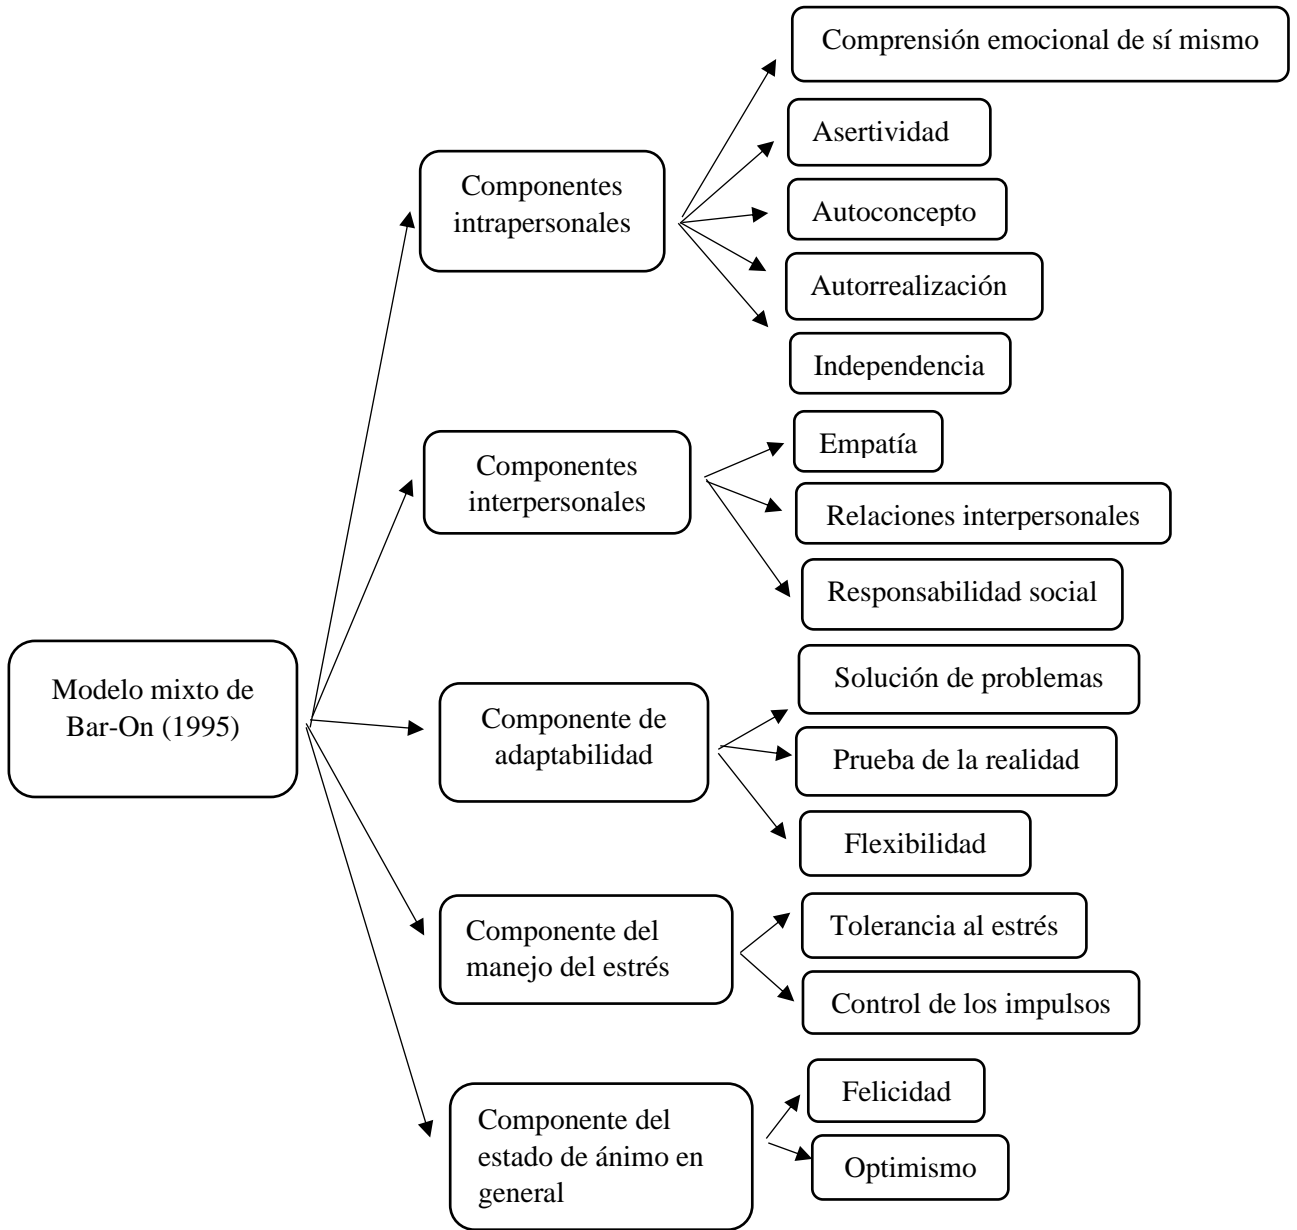 Modelo mixto de
Bar-On (1995)
Componentes
intrapersonales
Comprensión emocional de sí mismo
Asertividad
Autoconcepto
Autorrealización
Independencia
Componentes
interpersonales
Empatía
Relaciones interpersonales
Responsabilidad social
Componente de
adaptabilidad
Solución de problemas
Prueba de la realidad
Flexibilidad
Componente del
manejo del estrés
Tolerancia al estrés
Control de los impulsos
Componente del
estado de ánimo en
general
Felicidad
Optimismo